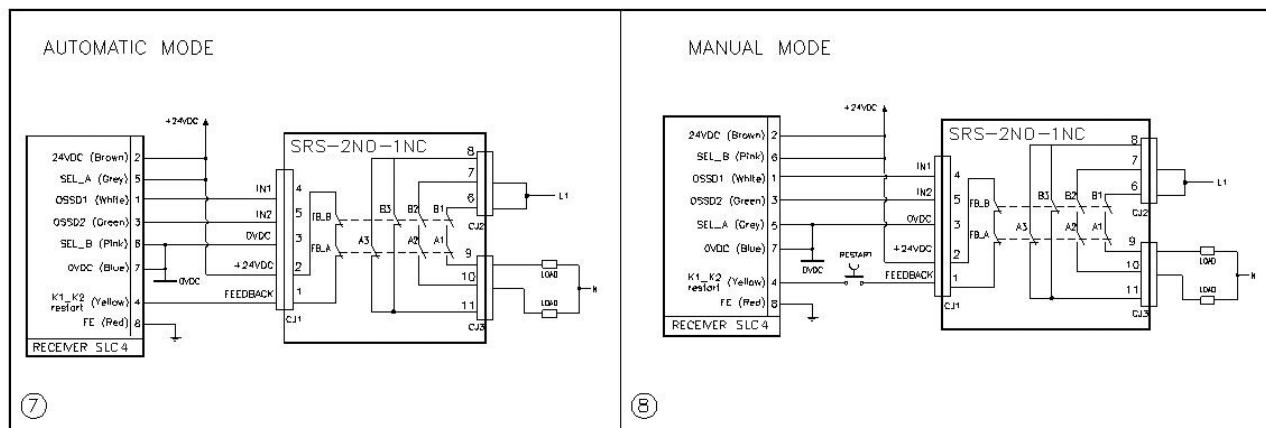 AUTOMATIC MODE
+24VDC
SRS-2NO-1NC
24VDC (Brown) 2
SEL_A (Grey) 5
OSSD1 (White) 1
OSSD2 (Green) 3
SEL_B (Pink) 6
0VDC (Blue) 7
K1_K2 restart (Yellow) 4
FE (Red) 8
RECEIVER SLC4
0VDC
IN1 4
IN2 5
0VDC 3
+24VDC 2
FEEDBACK 1
CJ1
FB_B
FB_A
B3 B2 B1
A3 A2 A1
8
7
6
CJ2
9
10
11
CJ3
L1
LOAD
LOAD
N
7
MANUAL MODE
+24VDC
SRS-2NO-1NC
24VDC (Brown) 2
SEL_B (Pink) 6
OSSD1 (White) 1
OSSD2 (Green) 3
SEL_A (Grey) 5
0VDC (Blue) 7
K1_K2 restart (Yellow) 4
FE (Red) 8
RECEIVER SLC4
0VDC
RESTART
IN1 4
IN2 5
0VDC 3
+24VDC 2
FEEDBACK 1
CJ1
FB_B
FB_A
B3 B2 B1
A3 A2 A1
8
7
6
CJ2
9
10
11
CJ3
L1
LOAD
LOAD
N
8